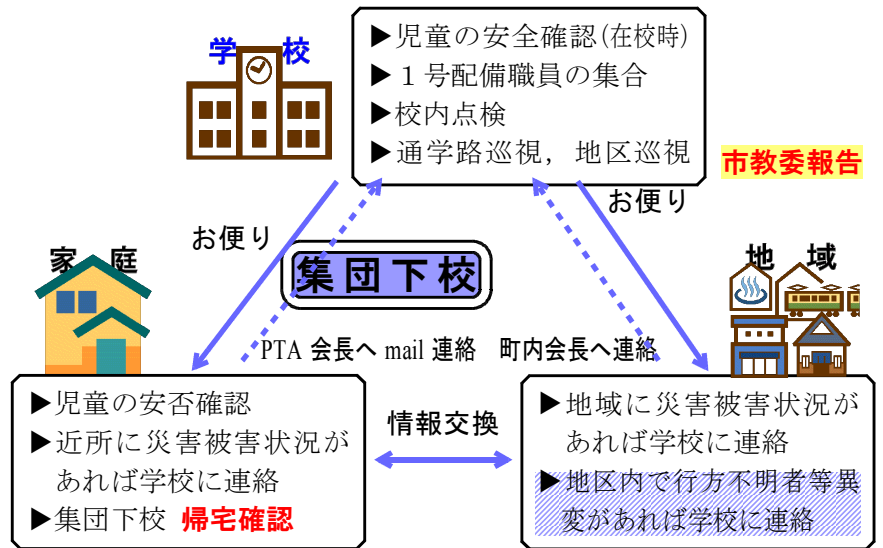 学校
▶児童の安全確認(在校時)
▶１号配備職員の集合
▶校内点検
▶通学路巡視，地区巡視
市教委報告
お便り
お便り
集団下校
家庭
地域
PTA 会長へ mail 連絡
町内会長へ連絡
▶児童の安否確認
▶近所に災害被害状況が
あれば学校に連絡
▶集団下校 帰宅確認
情報交換
▶地域に災害被害状況が
あれば学校に連絡
▶地区内で行方不明者等異
変があれば学校に連絡